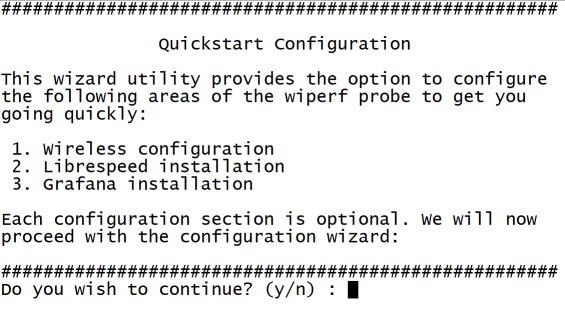 #####################################################
Quickstart Configuration
This wizard utility provides the option to configure
the following areas of the wiperf probe to get you
going quickly:
1. Wireless configuration
2. Librespeed installation
3. Grafana installation
Each configuration section is optional. We will now
proceed with the configuration wizard:
#####################################################
Do you wish to continue? (y/n) :